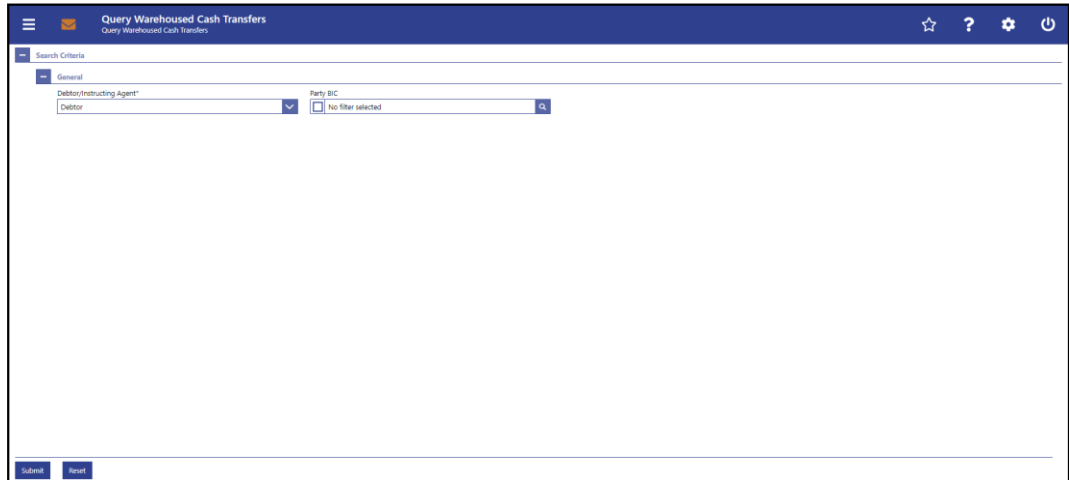 Query Warehoused Cash Transfers
Query Warehoused Cash Transfers
Search Criteria
General
Debtor/Instructing Agent* Party BIC
Debtor No filter selected
Submit Reset